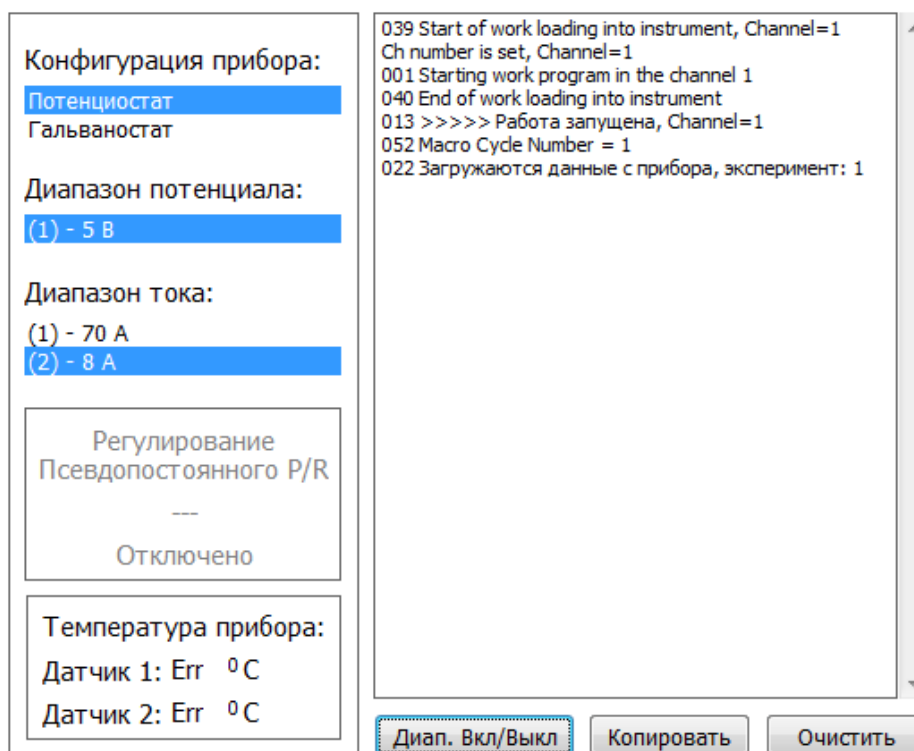 Конфигурация прибора:
Потенциостат
Гальваностат
Диапазон потенциала:
(1) - 5 В
Диапазон тока:
(1) - 70 А
(2) - 8 А
Регулирование
Псевдопостоянного P/R
---
Отключено
Температура прибора:
Датчик 1: Err ⁰C
Датчик 2: Err ⁰C
039 Start of work loading into instrument, Channel=1
Ch number is set, Channel=1
001 Starting work program in the channel 1
040 End of work loading into instrument
013 >>>>> Работа запущена, Channel=1
052 Macro Cycle Number = 1
022 Загружаются данные с прибора, эксперимент: 1
Диап. Вкл/Выкл
Копировать
Очистить